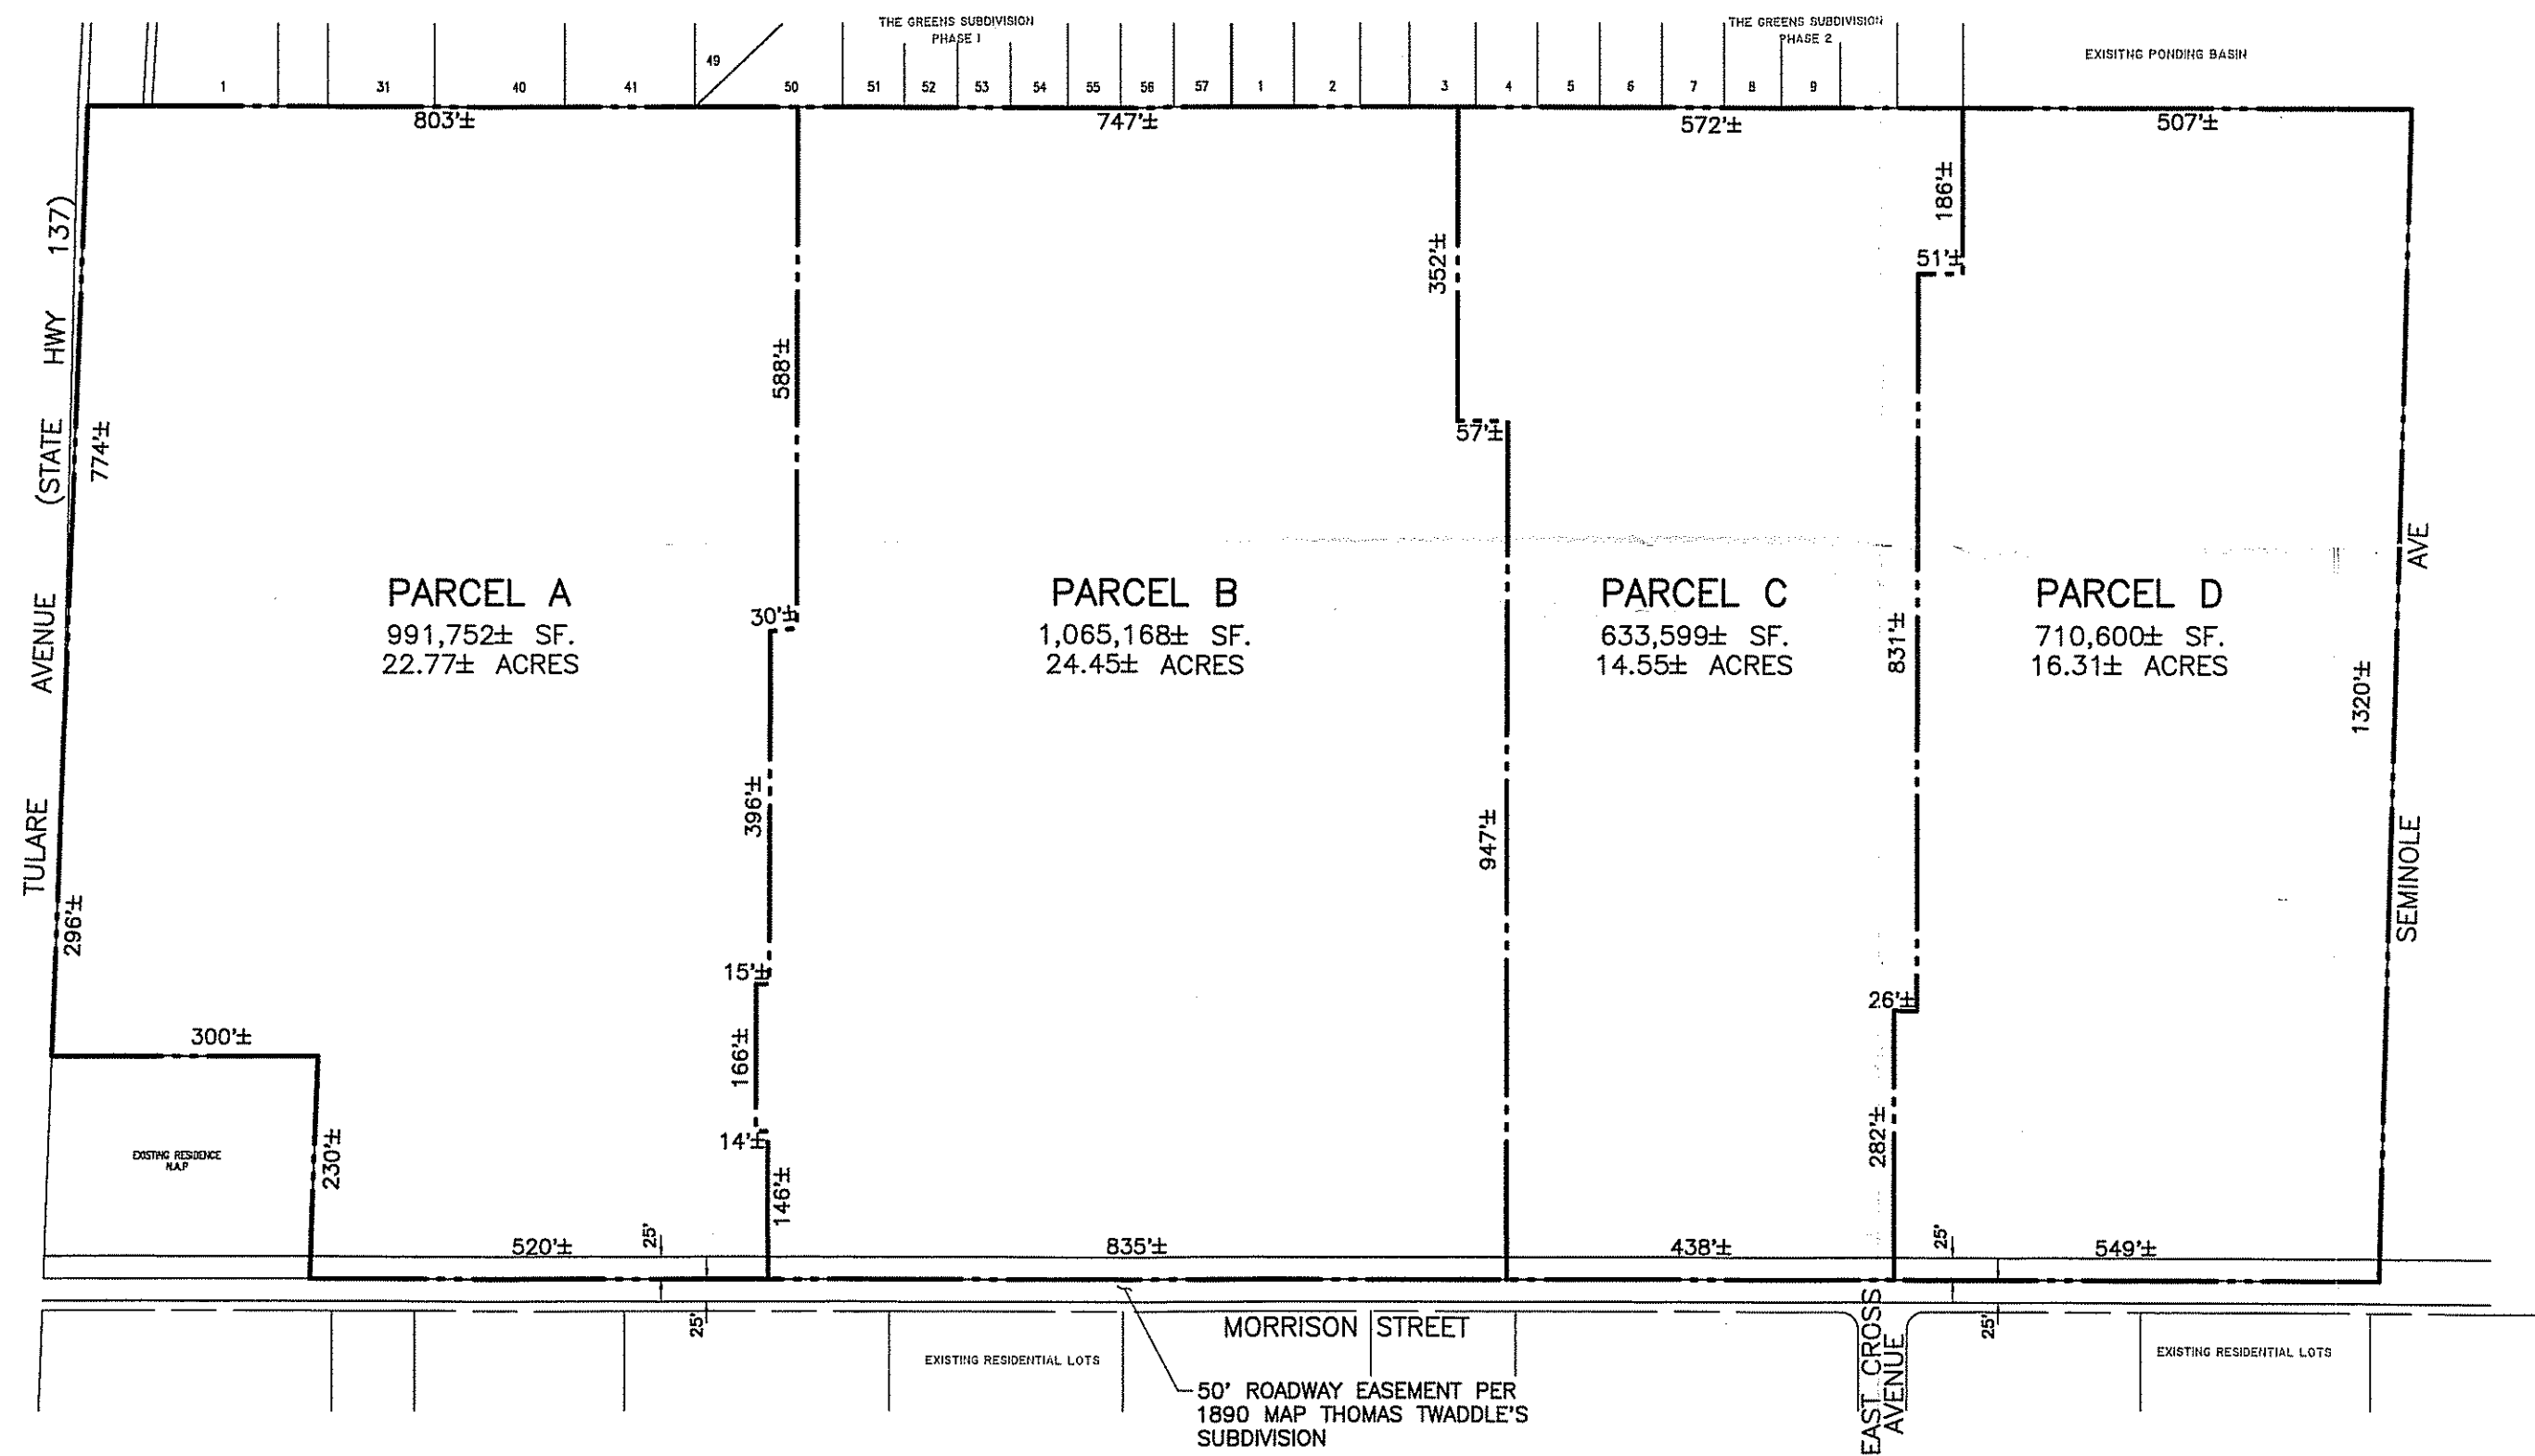 THE GREENS SUBDIVISION
PHASE 1
THE GREENS SUBDIVISION
PHASE 2
EXISITNG PONDING BASIN
1
31
40
41
49
50
51
52
53
54
55
56
57
1
2
3
4
5
6
7
8
9
803'±
747'±
572'±
507'±
TULARE AVENUE (STATE HWY 137)
774'±
296'±
588'±
352'±
186'±
51'±
57'±
PARCEL A
991,752± SF.
22.77± ACRES
30'±
PARCEL B
1,065,168± SF.
24.45± ACRES
PARCEL C
633,599± SF.
14.55± ACRES
831'±
PARCEL D
710,600± SF.
16.31± ACRES
1320'±
SEMINOLE AVE
396'±
947'±
15'±
26'±
300'±
166'±
14'±
EXISTING RESIDENCE
N.A.P
230'±
146'±
282'±
520'±
25'
835'±
438'±
25'
549'±
25'
MORRISON STREET
25'
EXISTING RESIDENTIAL LOTS
EAST CROSS
AVENUE
EXISTING RESIDENTIAL LOTS
50' ROADWAY EASEMENT PER
1890 MAP THOMAS TWADDLE'S
SUBDIVISION